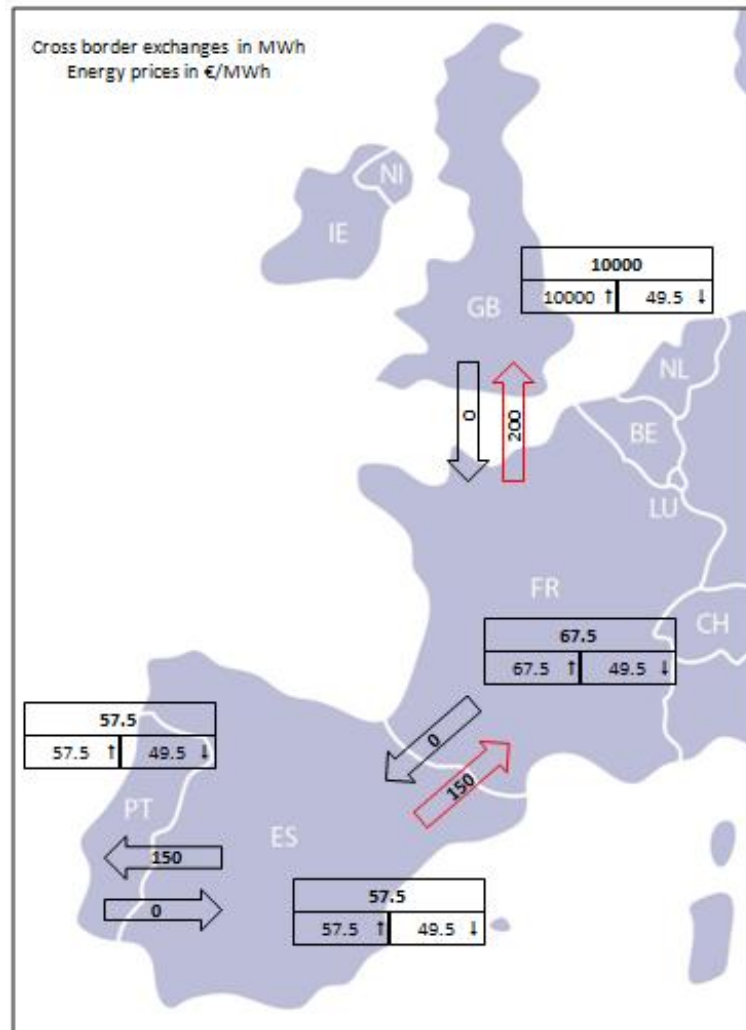 Cross border exchanges in MWh
Energy prices in €/MWh
NI
IE
10000
10000 ↑ 49.5 ↓
GB
NL
0
200
BE
LU
FR
CH
67.5
67.5 ↑ 49.5 ↓
57.5
57.5 ↑ 49.5 ↓
0
150
PT
ES
150
0
57.5
57.5 ↑ 49.5 ↓